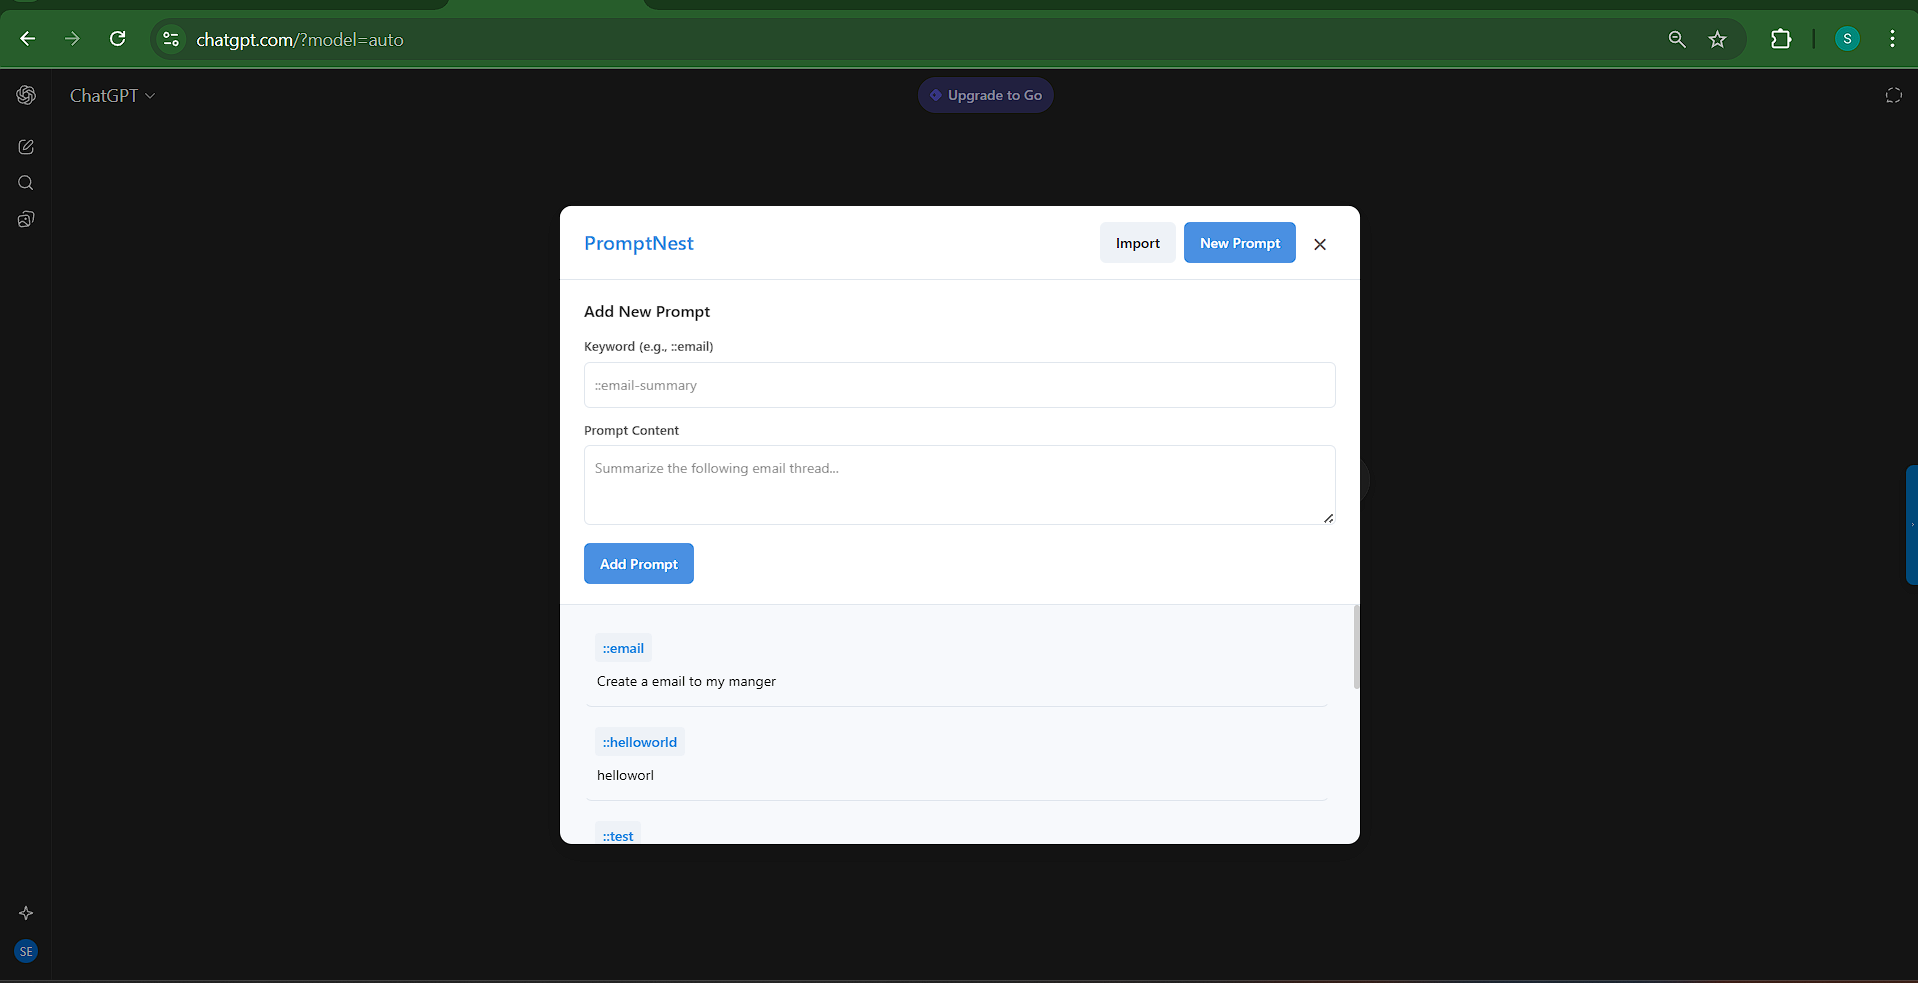 chatgpt.com/?model=auto
S
ChatGPT
Upgrade to Go
PromptNest
Import
New Prompt
Add New Prompt
Keyword (e.g., ::email)
::email-summary
Prompt Content
Summarize the following email thread...
Add Prompt
::email
Create a email to my manger
::helloworld
helloworl
::test
SE